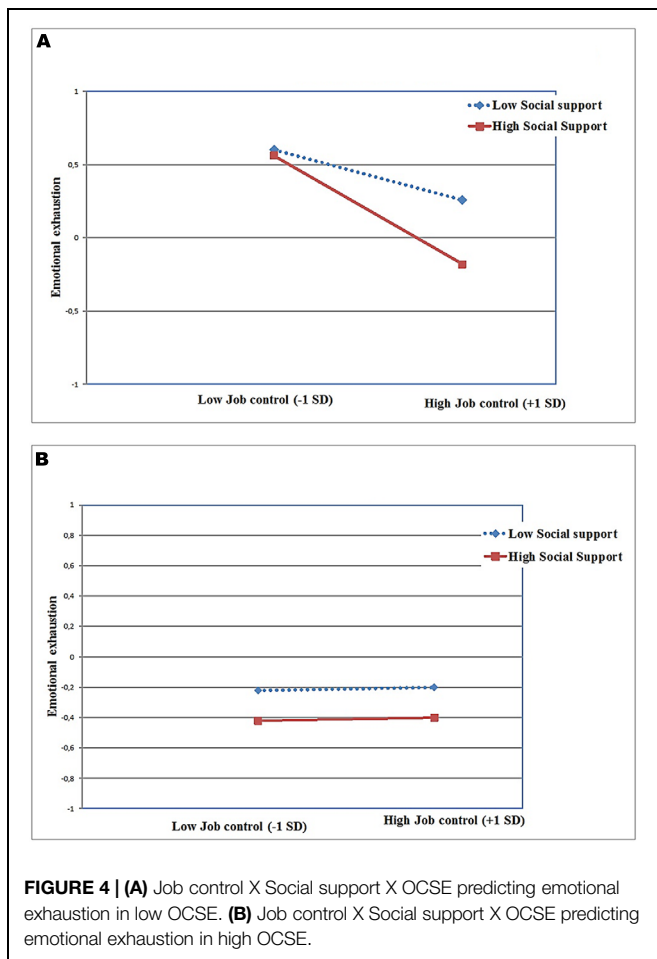 A
1
0,5
0
-0,5
-1
Emotional exhaustion
Low Social support
High Social Support
Low Job control (-1 SD)
High Job control (+1 SD)
B
1
0,8
0,6
0,4
0,2
0
-0,2
-0,4
-0,6
-0,8
-1
Emotional exhaustion
Low Social support
High Social Support
Low Job control (-1 SD)
High Job control (+1 SD)
FIGURE 4 | (A) Job control X Social support X OCSE predicting emotional
exhaustion in low OCSE. (B) Job control X Social support X OCSE predicting
emotional exhaustion in high OCSE.